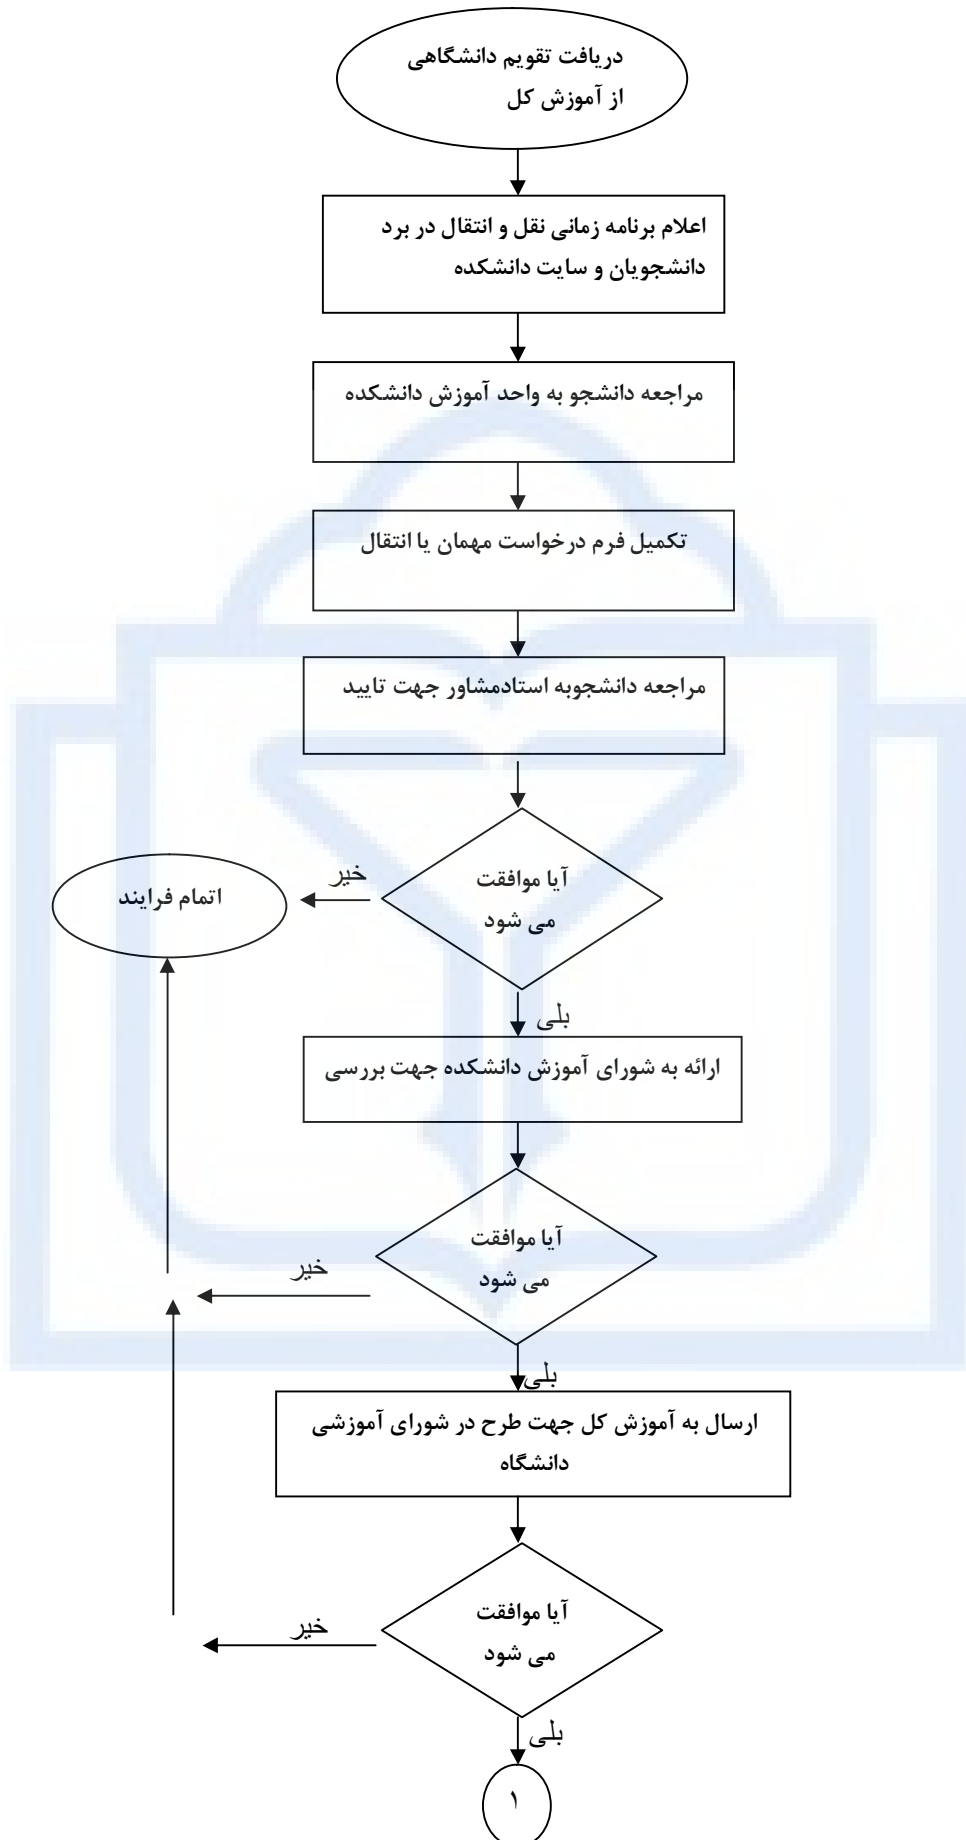 دریافت تقویم دانشگاهی
از آموزش کل
اعلام برنامه زمانی نقل و انتقال در برد
دانشجویان و سایت دانشکده
مراجعه دانشجو به واحد آموزش دانشکده
تکمیل فرم درخواست مهمان یا انتقال
مراجعه دانشجوبه استادمشاور جهت تایید
آیا موافقت
می شود
خیر
اتمام فرایند
بلی
ارائه به شورای آموزش دانشکده جهت بررسی
آیا موافقت
می شود
خیر
بلی
ارسال به آموزش کل جهت طرح در شورای آموزشی
دانشگاه
آیا موافقت
می شود
خیر
بلی
۱